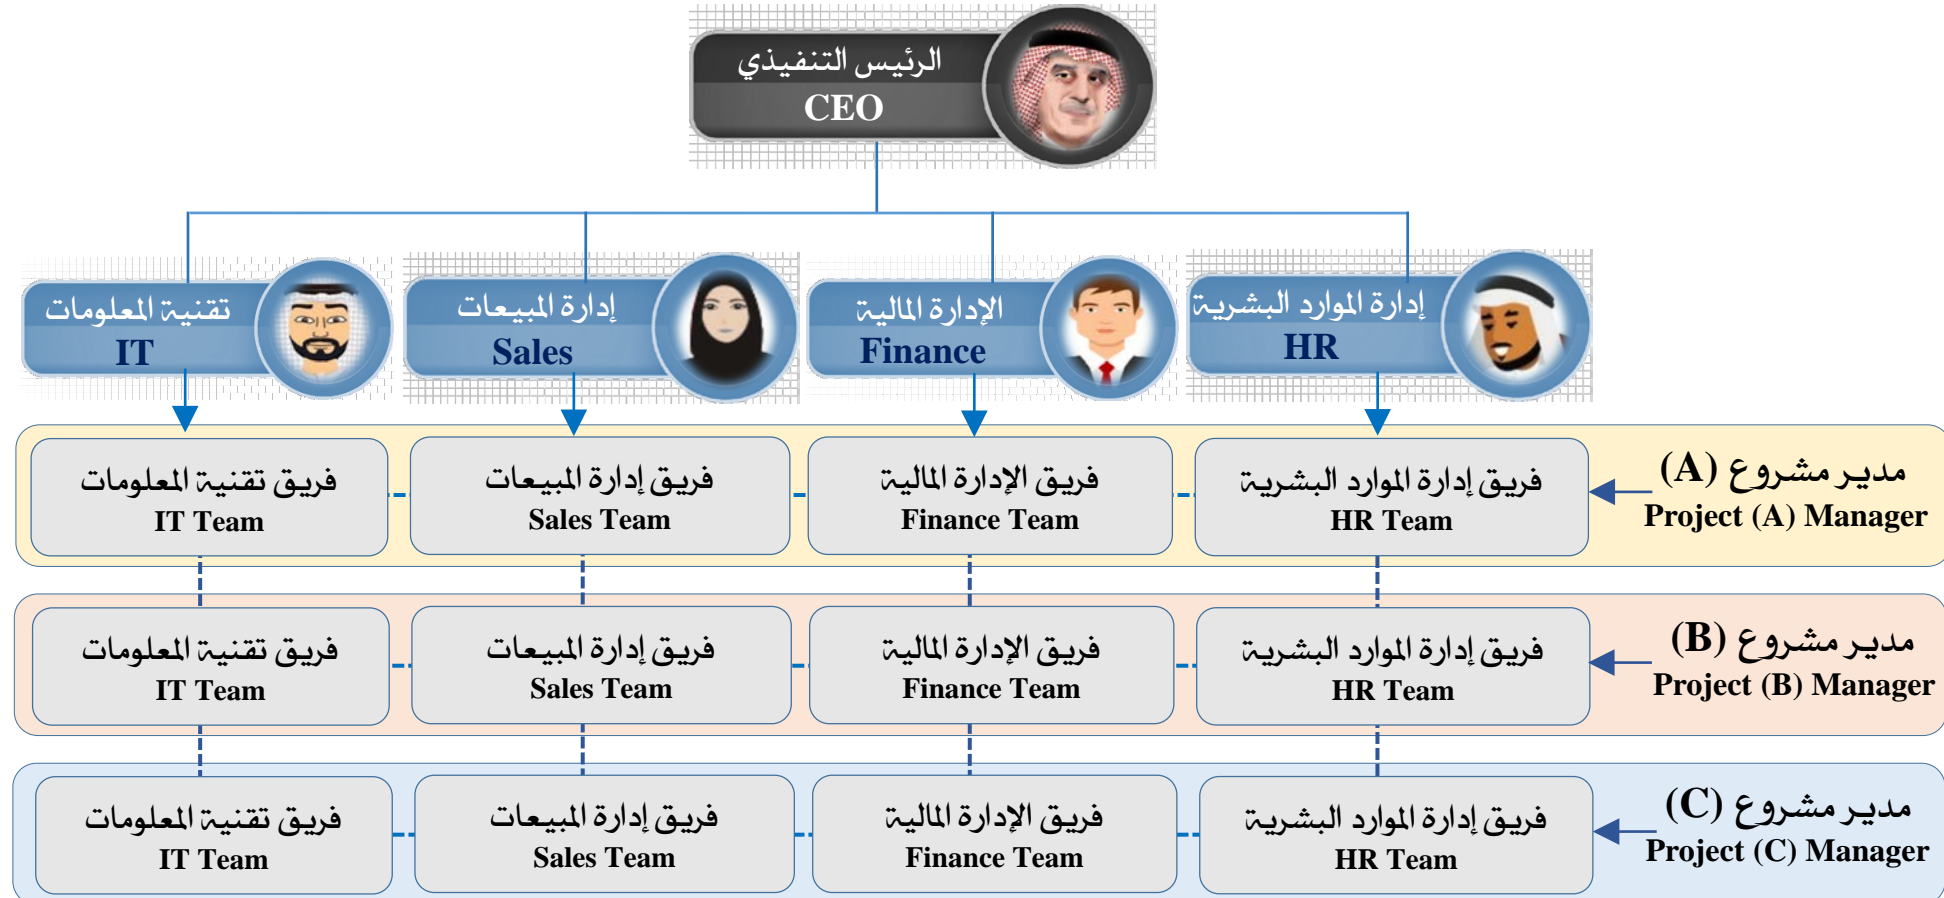 الرئيس التنفيذي
CEO
إدارة الموارد البشرية
HR
الإدارة المالية
Finance
إدارة المبيعات
Sales
تقنية المعلومات
IT
مدير مشروع (A)
Project (A) Manager
فريق إدارة الموارد البشرية
HR Team
فريق الإدارة المالية
Finance Team
فريق إدارة المبيعات
Sales Team
فريق تقنية المعلومات
IT Team
مدير مشروع (B)
Project (B) Manager
فريق إدارة الموارد البشرية
HR Team
فريق الإدارة المالية
Finance Team
فريق إدارة المبيعات
Sales Team
فريق تقنية المعلومات
IT Team
مدير مشروع (C)
Project (C) Manager
فريق إدارة الموارد البشرية
HR Team
فريق الإدارة المالية
Finance Team
فريق إدارة المبيعات
Sales Team
فريق تقنية المعلومات
IT Team